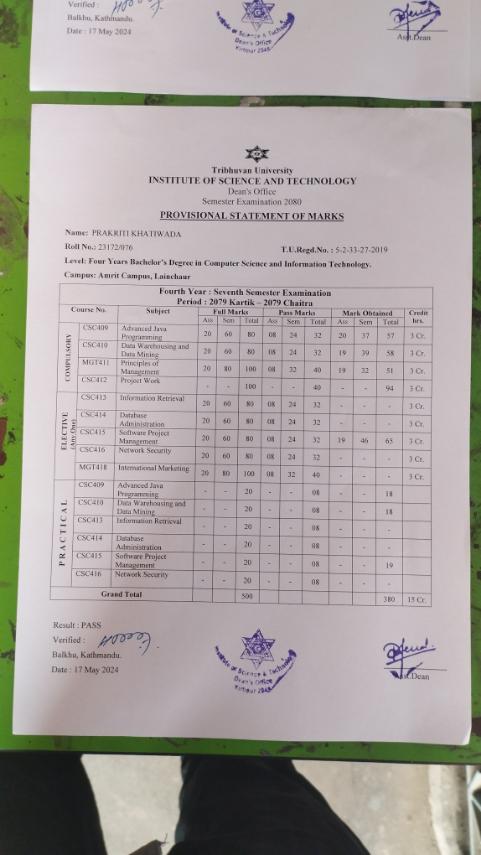 Verified :
Balkhu, Kathmandu.
Date : 17 May 2024
Institute of Science & Technology
Dean's Office
Kirtipur 2046
Asst.Dean
Tribhuvan University
INSTITUTE OF SCIENCE AND TECHNOLOGY
Dean's Office
Semester Examination 2080
PROVISIONAL STATEMENT OF MARKS
Name: PRAKRITI KHATIWADA
Roll No.: 23172/076 T.U.Regd.No. : 5-2-33-27-2019
Level: Four Years Bachelor's Degree in Computer Science and Information Technology.
Campus: Amrit Campus, Lainchaur
Fourth Year : Seventh Semester Examination
Period : 2079 Kartik – 2079 Chaitra
Course No. Subject Full Marks Pass Marks Mark Obtained Credit hrs.
Ass Sem Total Ass Sem Total Ass Sem Total
COMPULSORY
CSC409 Advanced Java Programming 20 60 80 08 24 32 20 37 57 3 Cr.
CSC410 Data Warehousing and Data Mining 20 60 80 08 24 32 19 39 58 3 Cr.
MGT411 Principles of Management 20 80 100 08 32 40 19 32 51 3 Cr.
CSC412 Project Work - - 100 - - 40 - - 94 3 Cr.
ELECTIVE
(Any One)
CSC413 Information Retrieval 20 60 80 08 24 32 3 Cr.
CSC414 Database Administration 20 60 80 08 24 32 3 Cr.
CSC415 Software Project Management 20 60 80 08 24 32 19 46 65 3 Cr.
CSC416 Network Security 20 60 80 08 24 32 3 Cr.
MGT418 International Marketing 20 80 100 08 32 40 3 Cr.
PRACTICAL
CSC409 Advanced Java Programming - - 20 - - 08 - - 18
CSC410 Data Warehousing and Data Mining - - 20 - - 08 - - 18
CSC413 Information Retrieval - - 20 - - 08 - -
CSC414 Database Administration - - 20 - - 08 - -
CSC415 Software Project Management - - 20 - - 08 - - 19
CSC416 Network Security - - 20 - - 08 - -
Grand Total 500 380 15 Cr.
Result : PASS
Verified :
Balkhu, Kathmandu.
Date : 17 May 2024
Institute of Science & Technology
Dean's Office
Kirtipur 2046
Asst.Dean